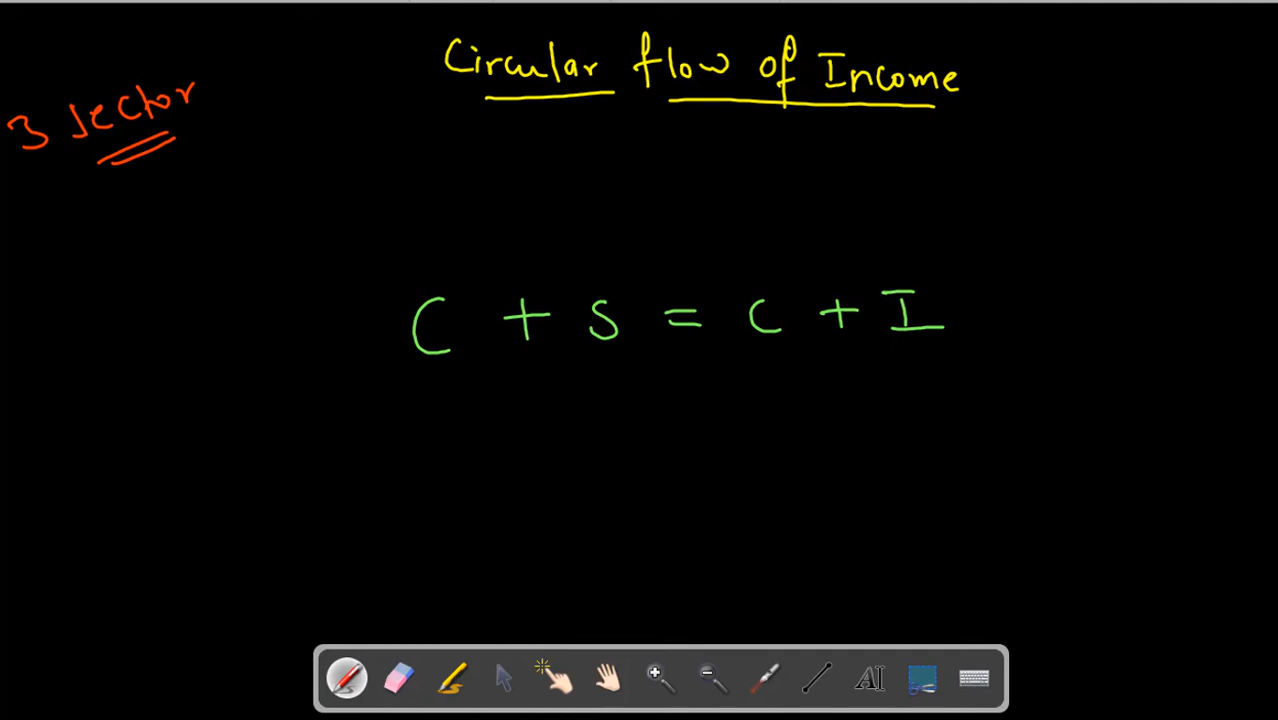 Circular flow of Income
3 sector
C + S = C + I